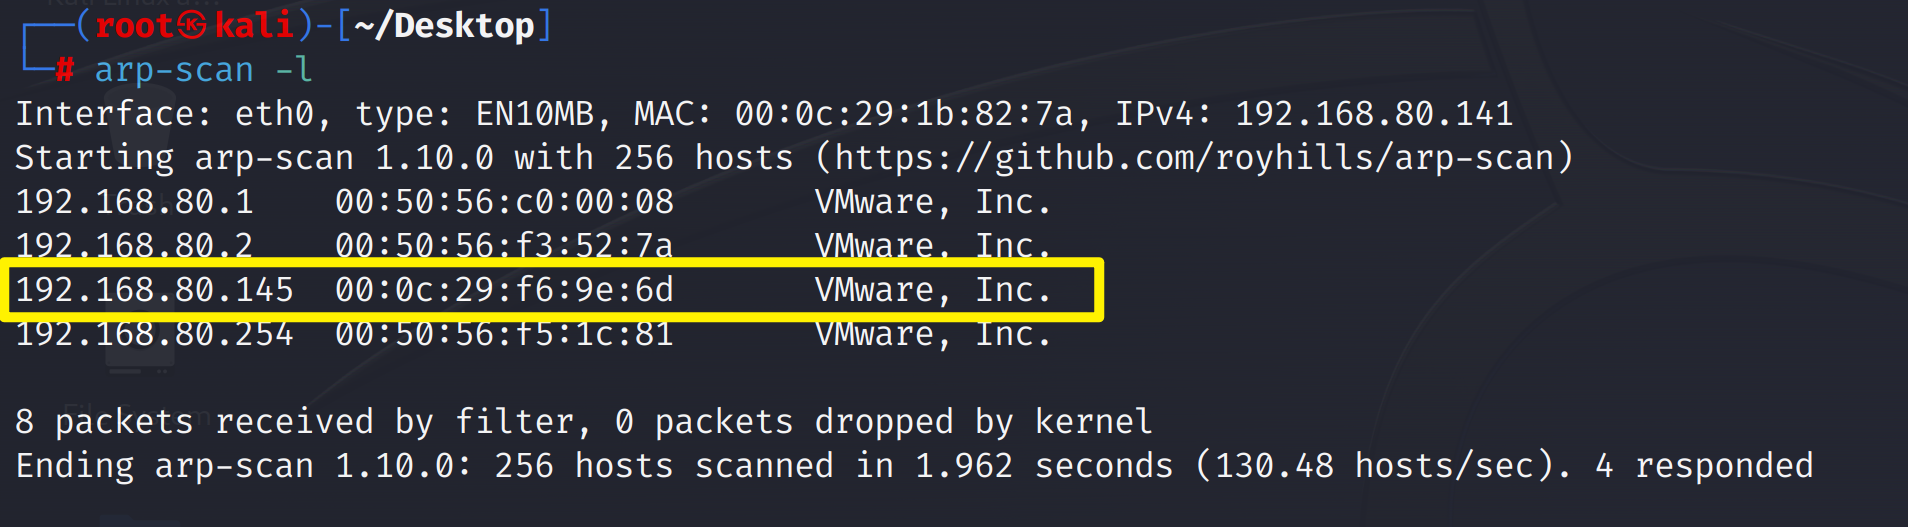 (root㉿kali)-[~/Desktop]
# arp-scan -l
Interface: eth0, type: EN10MB, MAC: 00:0c:29:1b:82:7a, IPv4: 192.168.80.141
Starting arp-scan 1.10.0 with 256 hosts (https://github.com/royhills/arp-scan)
192.168.80.1 00:50:56:c0:00:08 VMware, Inc.
192.168.80.2 00:50:56:f3:52:7a VMware, Inc.
192.168.80.145 00:0c:29:f6:9e:6d VMware, Inc.
192.168.80.254 00:50:56:f5:1c:81 VMware, Inc.
8 packets received by filter, 0 packets dropped by kernel
Ending arp-scan 1.10.0: 256 hosts scanned in 1.962 seconds (130.48 hosts/sec). 4 responded